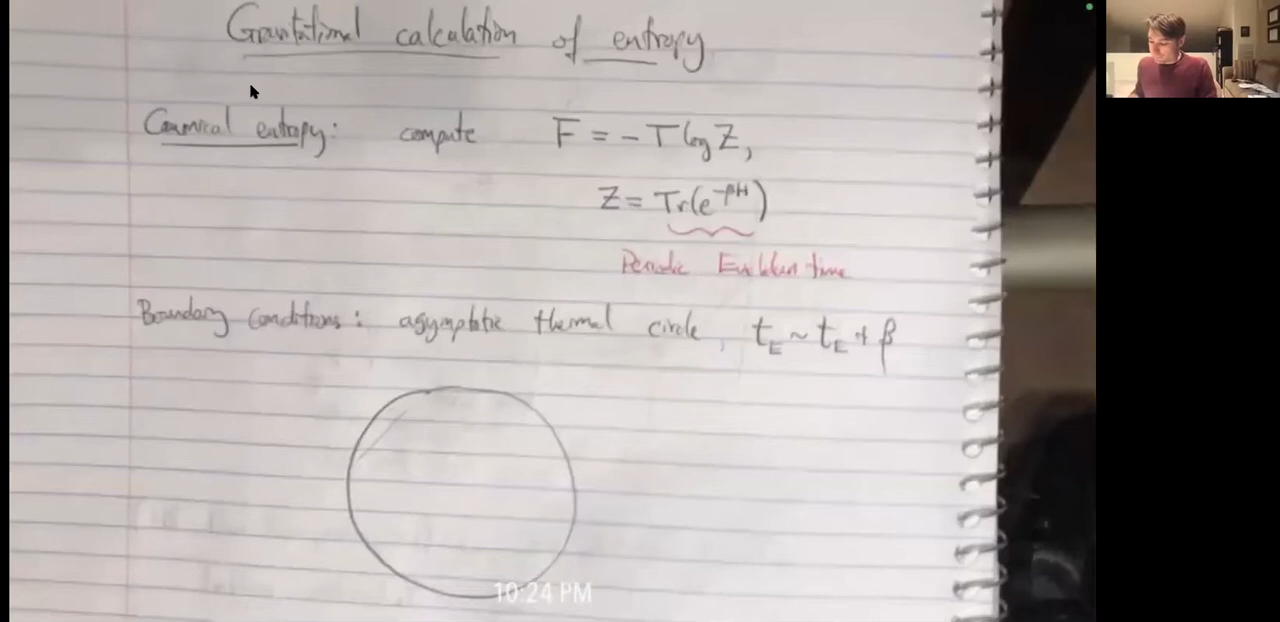 Gravitational calculation of entropy
Canonical entropy: compute F = -T log Z,
Z = Tr(e^{-βH})
Periodic Euclidean time
Boundary conditions: asymptotic thermal circle, t_E ~ t_E + β
10:24 PM